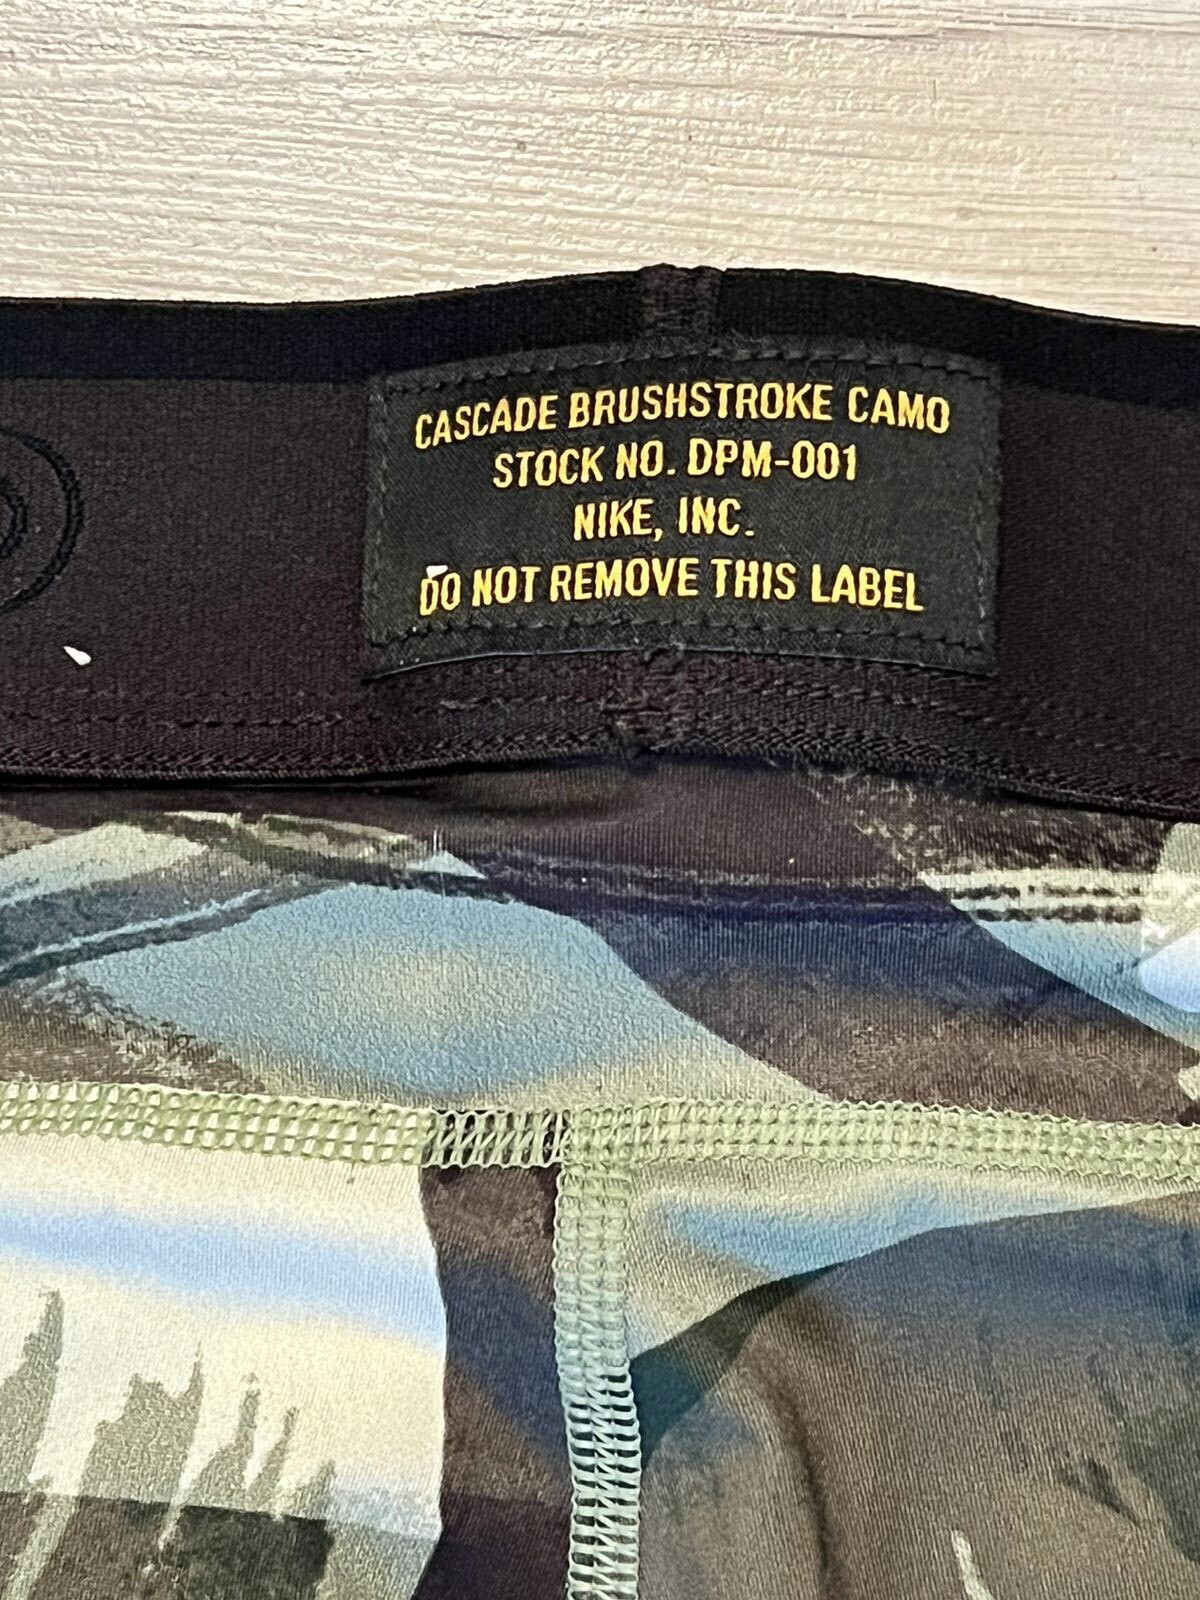 CASCADE BRUSHSTROKE CAMO
STOCK NO. DPM-001
NIKE, INC.
DO NOT REMOVE THIS LABEL